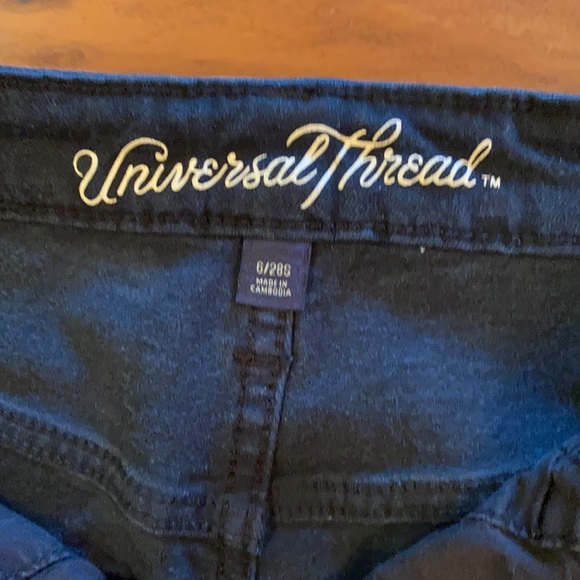 Universal Thread™
6/28S
MADE IN
CAMBODIA